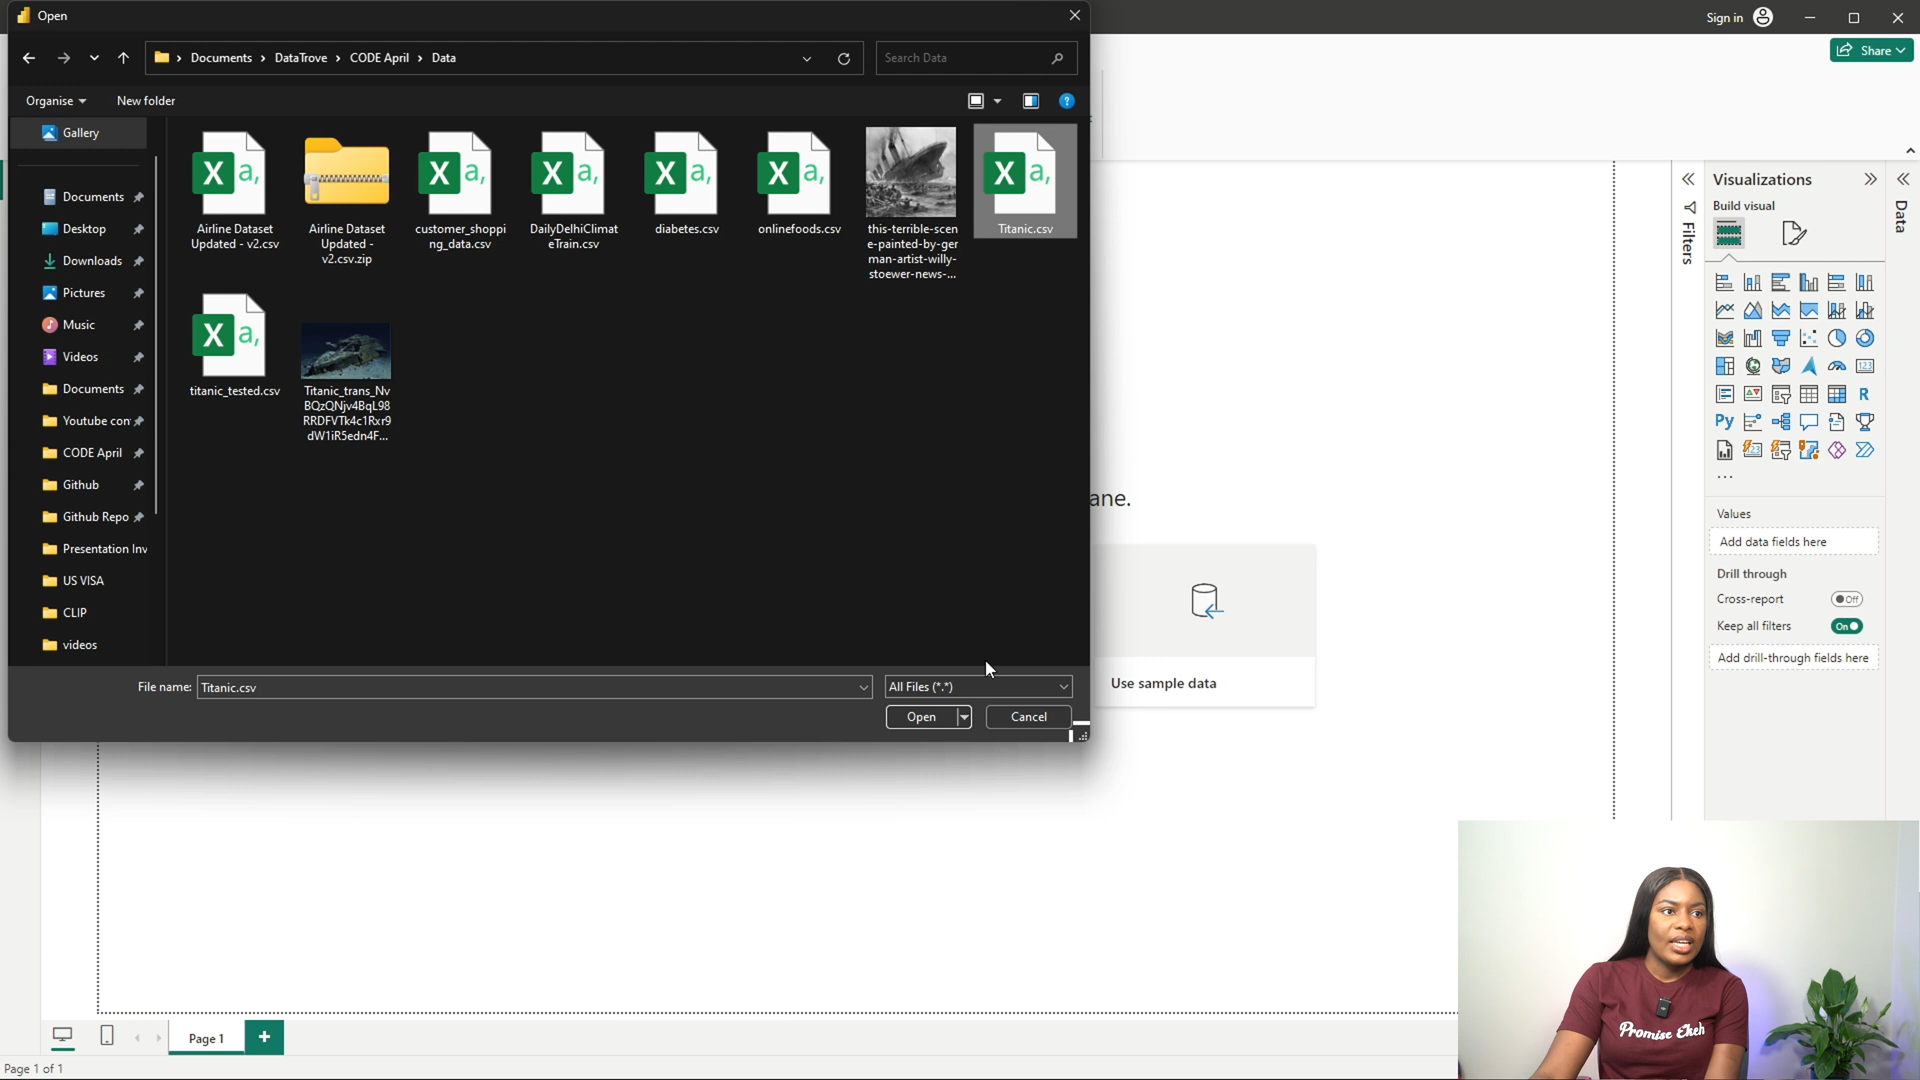 Open
Sign in
Share
Documents
DataTrove
CODE April
Data
Search Data
Organise
New folder
Gallery
Documents
Desktop
Downloads
Pictures
Music
Videos
Documents
Youtube con
CODE April
Github
Github Repo
Presentation Inv
US VISA
CLIP
videos
Airline Dataset
Updated - v2.csv
Airline Dataset
Updated -
v2.csv.zip
customer_shoppi
ng_data.csv
DailyDelhiClimat
eTrain.csv
diabetes.csv
onlinefoods.csv
this-terrible-scen
e-painted-by-ger
man-artist-willy-
stoewer-news-...
Titanic.csv
titanic_tested.csv
Titanic_trans_Nv
BQzQNjv4BqL98
RRDFVTk4c1Rxr9
dW1iR5edn4F...
File name:
Titanic.csv
All Files (*.*)
Open
Cancel
ane.
Use sample data
Filters
Visualizations
Build visual
R
Py
123
Values
Add data fields here
Drill through
Cross-report
Off
Keep all filters
On
Add drill-through fields here
Data
Page 1
Page 1 of 1
Promise Ekeh